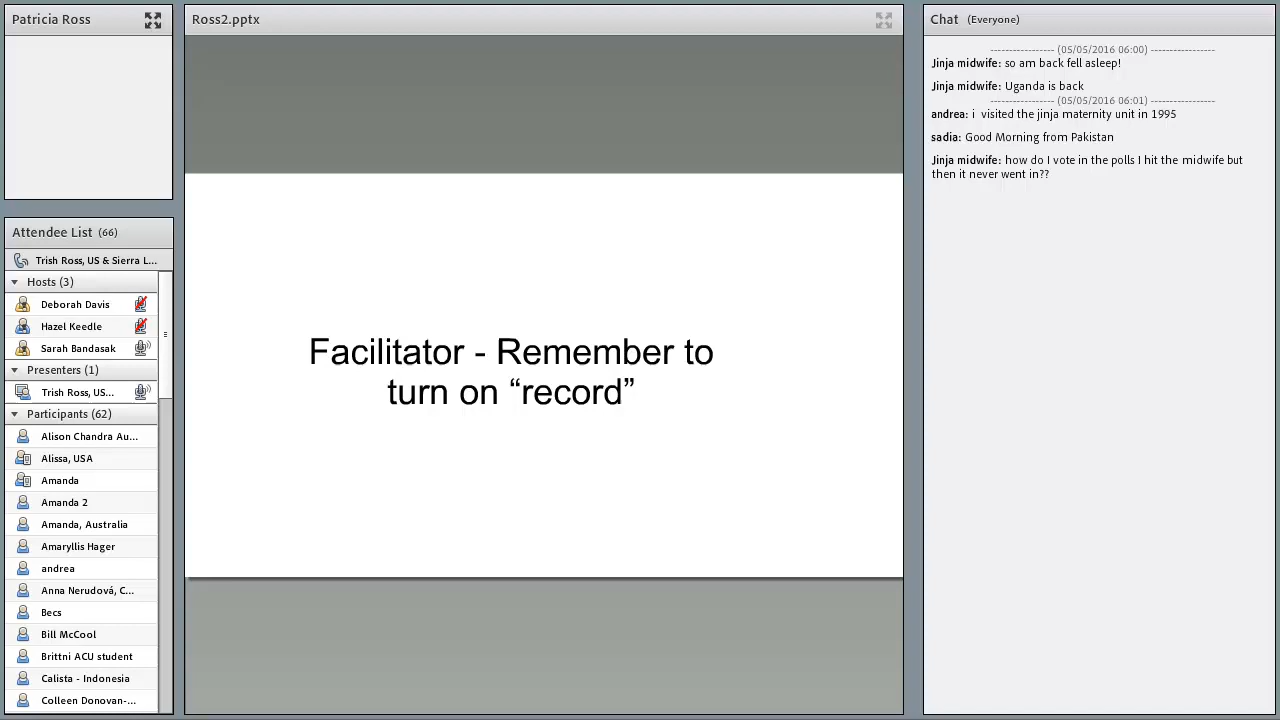 Patricia Ross
Attendee List (66)
Trish Ross, US & Sierra L...
Hosts (3)
Deborah Davis
Hazel Keedle
Sarah Bandasak
Presenters (1)
Trish Ross, US...
Participants (62)
Alison Chandra Au...
Alissa, USA
Amanda
Amanda 2
Amanda, Australia
Amaryllis Hager
andrea
Anna Nerudová, C...
Becs
Bill McCool
Brittni ACU student
Calista - Indonesia
Colleen Donovan-...
Ross2.pptx
Facilitator - Remember to
turn on “record”
Chat (Everyone)
----------------- (05/05/2016 06:00) -----------------
Jinja midwife: so am back fell asleep!
Jinja midwife: Uganda is back
----------------- (05/05/2016 06:01) -----------------
andrea: i visited the jinja maternity unit in 1995
sadia: Good Morning from Pakistan
Jinja midwife: how do I vote in the polls I hit the midwife but
then it never went in??